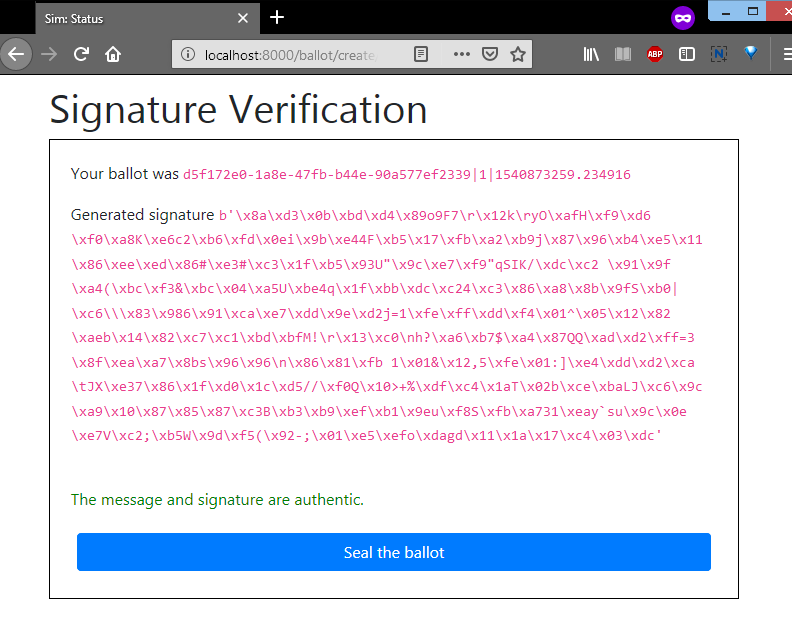 Sim: Status
localhost:8000/ballot/create
ABP
N
Signature Verification
Your ballot was d5f172e0-1a8e-47fb-b44e-90a577ef2339|1|1540873259.234916
Generated signature b'\x8a\xd3\x0b\xbd\xd4\x89o9F7\r\x12k\ryO\xafH\xf9\xd6
\xf0\xa8K\xe6c2\xb6\xfd\x0ei\x9b\xe44F\xb5\x17\xfb\xa2\xb9j\x87\x96\xb4\xe5\x11
\x86\xee\xed\x86#\xe3#\xc3\x1f\xb5\x93U"\x9c\xe7\xf9"qSIK/\xdc\xc2 \x91\x9f
\xa4(\xbc\xf3&\xbc\x04\xa5U\xbe4q\x1f\xbb\xdc\xc24\xc3\x86\xa8\x8b\x9fS\xb0|
\xc6\\\x83\x986\x91\xca\xe7\xdd\x9e\xd2j=1\xfe\xff\xdd\xf4\x01^\x05\x12\x82
\xaeb\x14\x82\xc7\xc1\xbd\xbfM!\r\x13\xc0\nh?\xa6\xb7$\xa4\x87QQ\xad\xd2\xff=3
\x8f\xea\xa7\x8bs\x96\x96\n\x86\x81\xfb 1\x01&\x12,5\xfe\x01:]\xe4\xdd\xd2\xca
\tJX\xe37\x86\x1f\xd0\x1c\xd5//\xf0Q\x10>+%\xdf\xc4\x1aT\x02b\xce\xbaLJ\xc6\x9c
\xa9\x10\x87\x85\x87\xc3B\xb3\xb9\xef\xb1\x9eu\xf8S\xfb\xa731\xeay`su\x9c\x0e
\xe7V\xc2;\xb5W\x9d\xf5(\x92-;\x01\xe5\xefo\xdagd\x11\x1a\x17\xc4\x03\xdc'
The message and signature are authentic.
Seal the ballot